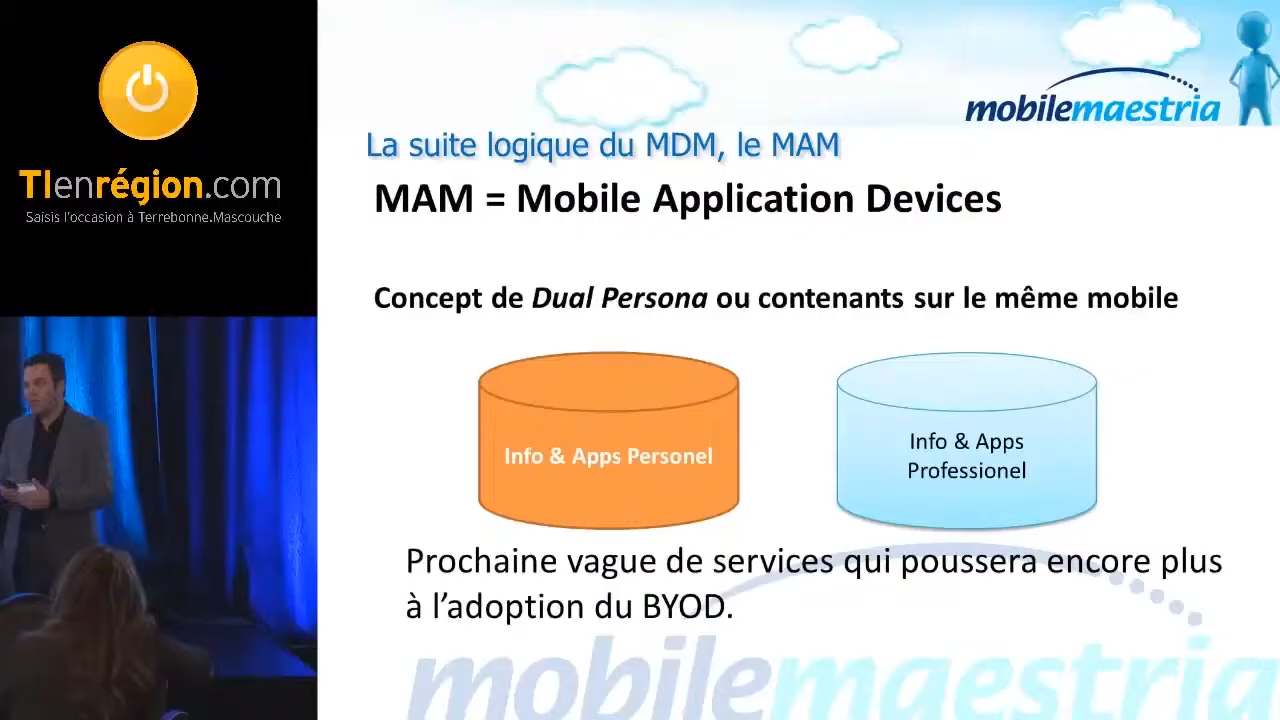 TIenrégion.com
Saisis l'occasion à Terrebonne.Mascouche
mobilemaestria
La suite logique du MDM, le MAM
MAM = Mobile Application Devices
Concept de Dual Persona ou contenants sur le même mobile
Info & Apps Personel
Info & Apps
Professionel
Prochaine vague de services qui poussera encore plus
à l’adoption du BYOD.
mobilemaestria